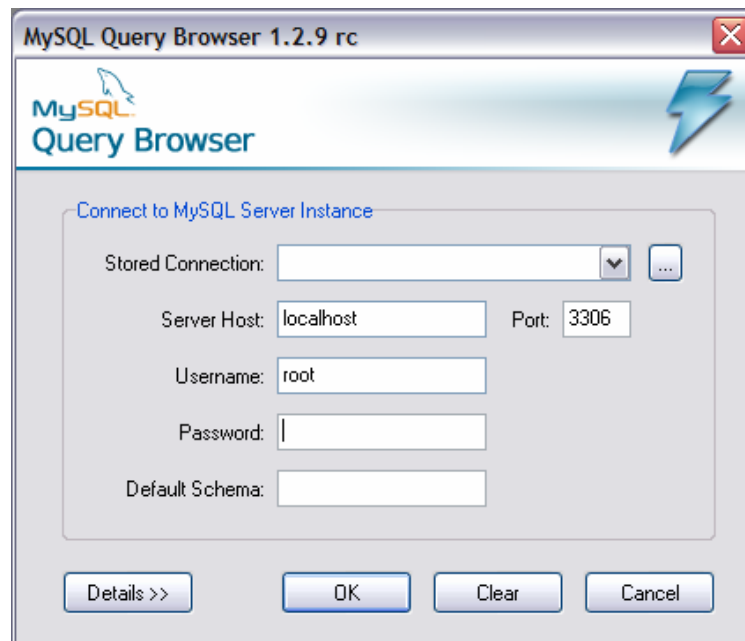 MySQL Query Browser 1.2.9 rc
MySQL
Query Browser
Connect to MySQL Server Instance
Stored Connection:
...
Server Host: localhost Port: 3306
Username: root
Password:
Default Schema:
Details >> OK Clear Cancel